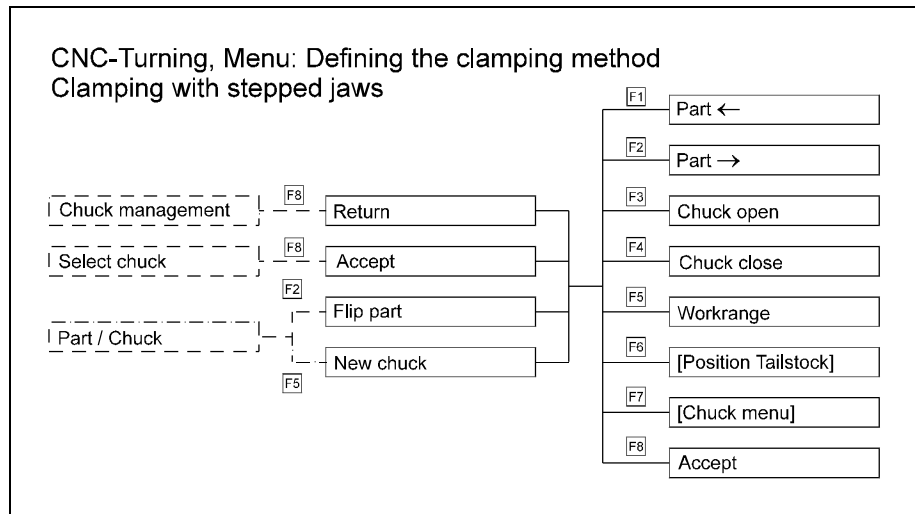 CNC-Turning, Menu: Defining the clamping method
Clamping with stepped jaws
Chuck management
F8
Return
Select chuck
F8
Accept
Part / Chuck
F2
Flip part
F5
New chuck
F1
Part ←
F2
Part →
F3
Chuck open
F4
Chuck close
F5
Workrange
F6
[Position Tailstock]
F7
[Chuck menu]
F8
Accept